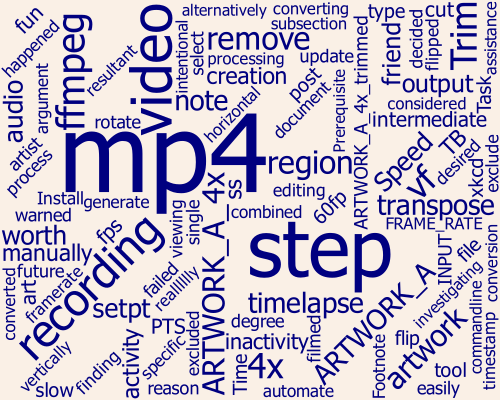 fun
happened
ffmpeg
resultant
video
alternatively
converting
subsection
intentional
select
remove
processing
update
creation
note
post
document
horizontal
Prerequisite
ARTWORK_A_4x_trimmed
friend
type
decided
flipped
cut
Trim
Task
assistance
output
considered
intermediate
audio
argument
artist
process
rotate
mp4
region
Speed
vf
TB
desired
xkcd
exclude
Install
generate
warned
worth
manually
fps
future
art
framerate
converted
recording
viewing
single
4x
ss
combined
editing
60fp
transpose
FRAME_RATE
step
INPUT
file
investigating
commandline
conversion
timestamp
failed
realllllly
setpt
PTS
specific
excluded
ARTWORK_A
timelapse
degree
inactivity
filmed
ARTWORK_A
artwork
flip
Footnote
vertically
slow
finding
activity
reason
Time
4x
automate
tool
easily